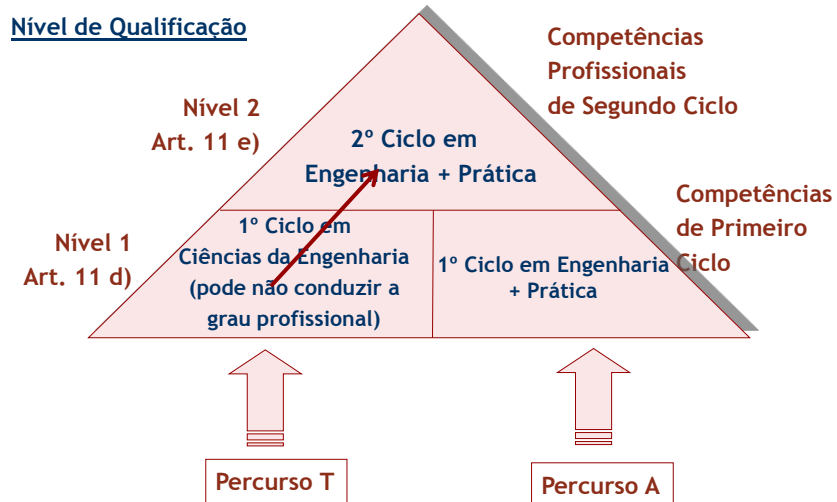 Nível de Qualificação
Competências
Profissionais
de Segundo Ciclo
Nível 2
Art. 11 e)
2º Ciclo em
Engenharia + Prática
Competências
de Primeiro
Ciclo
Nível 1
Art. 11 d)
1º Ciclo em
Ciências da Engenharia
(pode não conduzir a
grau profissional)
1º Ciclo em Engenharia
+ Prática
Percurso T
Percurso A